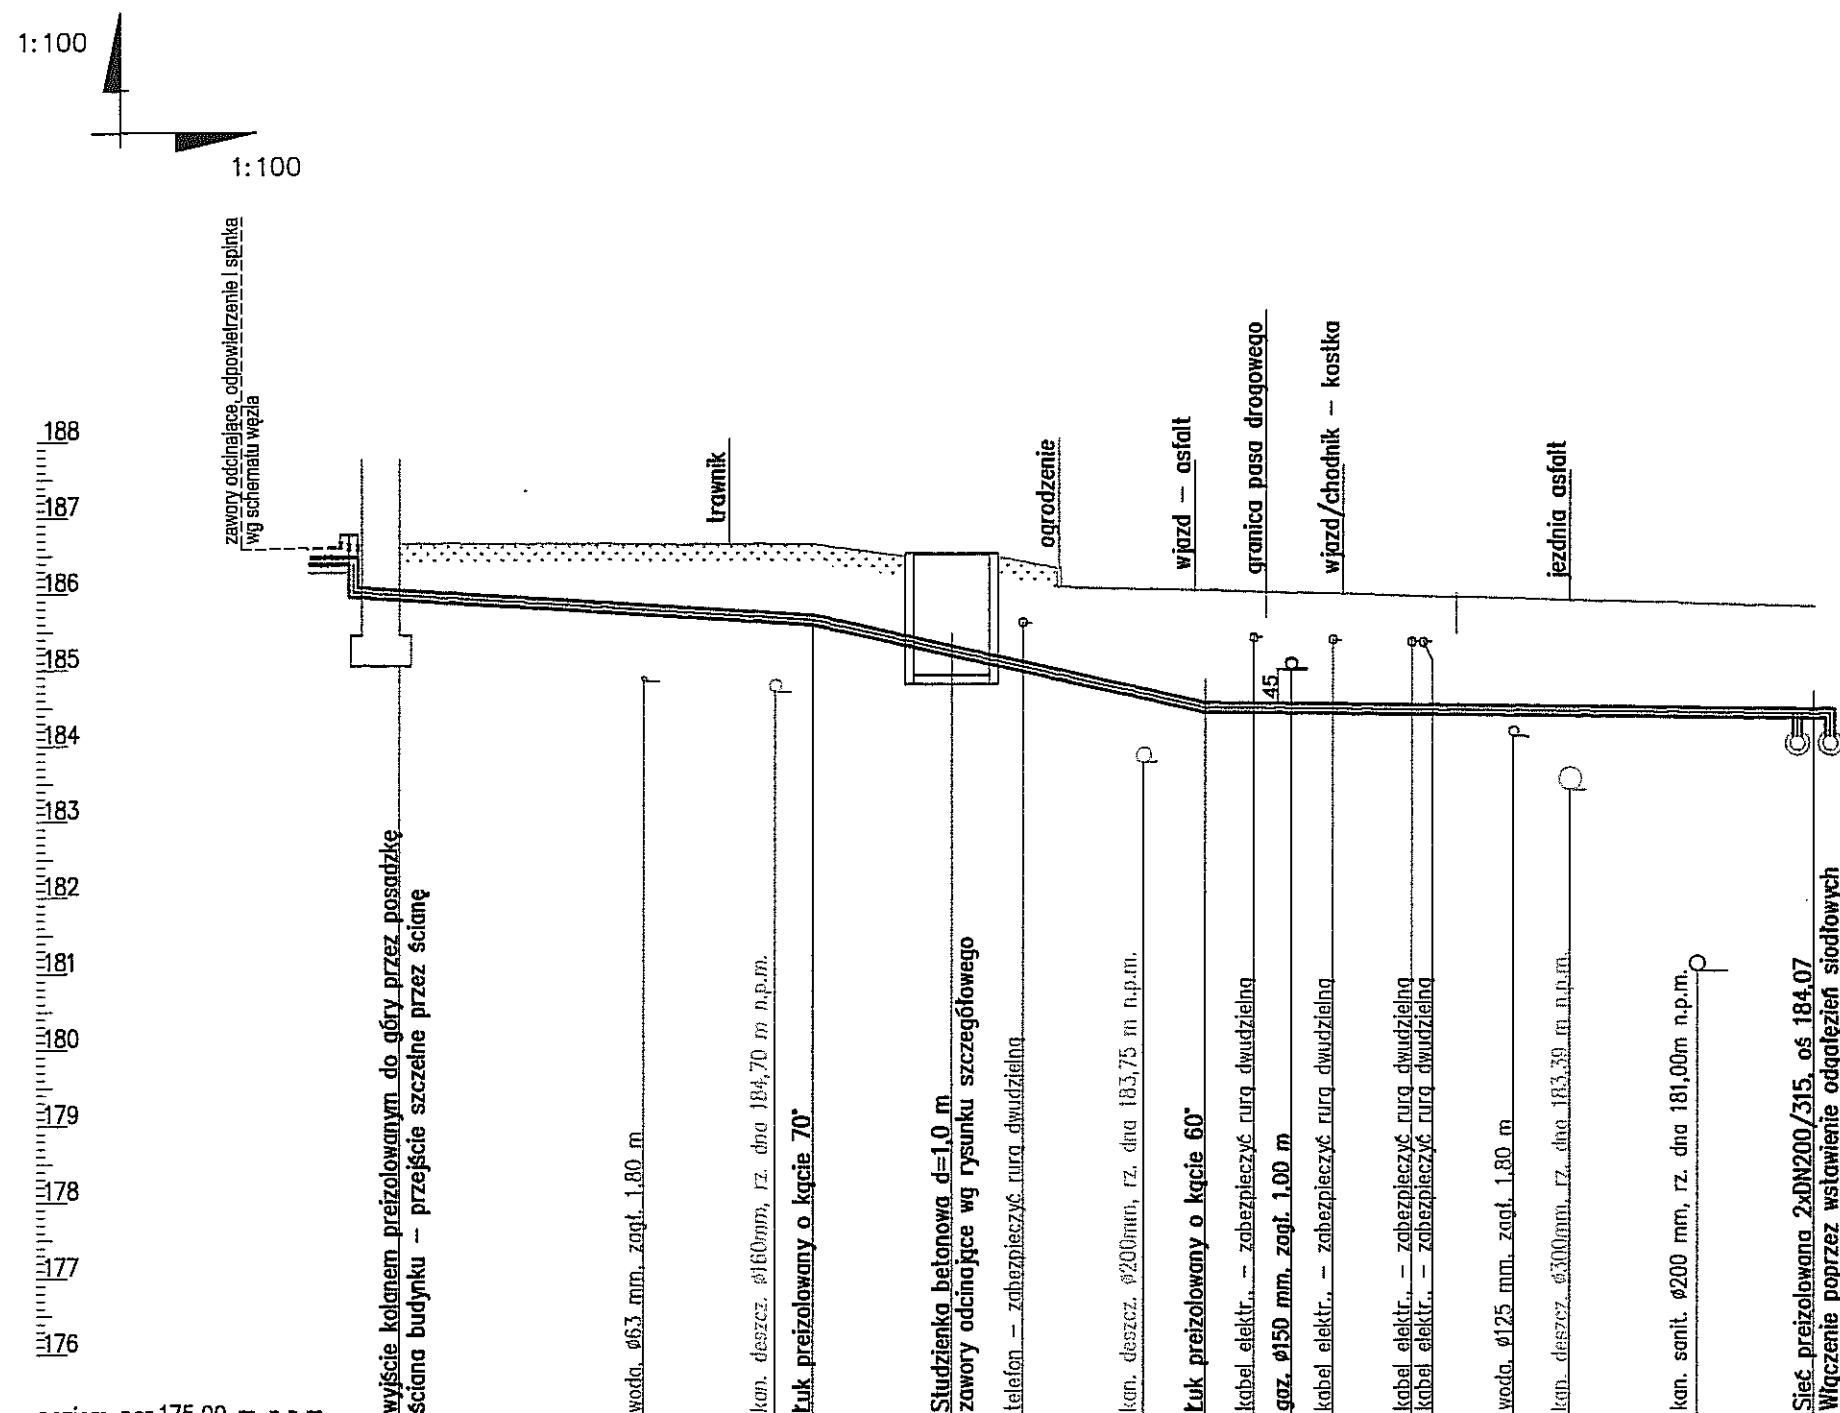 1:100
1:100
zawory odcinające, odpowietrzenie i spinka
wg schematu węzła
188
187
186
185
184
183
182
181
180
179
178
177
176
trawnik
ogrodzenie
wjazd – asfalt
granica pasa drogowego
wjazd/chodnik – kostka
jezdnia asfalt
45
wyjście kolanem preizolowanym do góry przez posadzkę
ściana budynku – przejście szczelne przez ścianę
woda, ø63 mm, zagł. 1,80 m
kan. deszcz. ø160mm, rz. dna 184,70 m n.p.m.
Łuk preizolowany o kącie 70°
Studzienka betonowa d=1,0 m
zawory odcinające wg rysunku szczegółowego
telefon – zabezpieczyć rurą dwudzielną
kan. deszcz. ø200mm, rz. dna 183,75 m n.p.m.
Łuk preizolowany o kącie 60°
kabel elektr., – zabezpieczyć rurą dwudzielną
gaz. ø150 mm, zagł. 1,00 m
kabel elektr., – zabezpieczyć rurą dwudzielną
kabel elektr., – zabezpieczyć rurą dwudzielną
kabel elektr., – zabezpieczyć rurą dwudzielną
woda, ø125 mm, zagł. 1,80 m
kan. deszcz. ø300mm, rz. dna 183,39 m n.p.m.
kan. sanit. ø200 mm, rz. dna 181,00m n.p.m.
Sieć preizolowana 2xDN200/315, oś 184,07
Włączenie poprzez wstawienie odgałęzień siodłowych
175,00 m n.p.m.